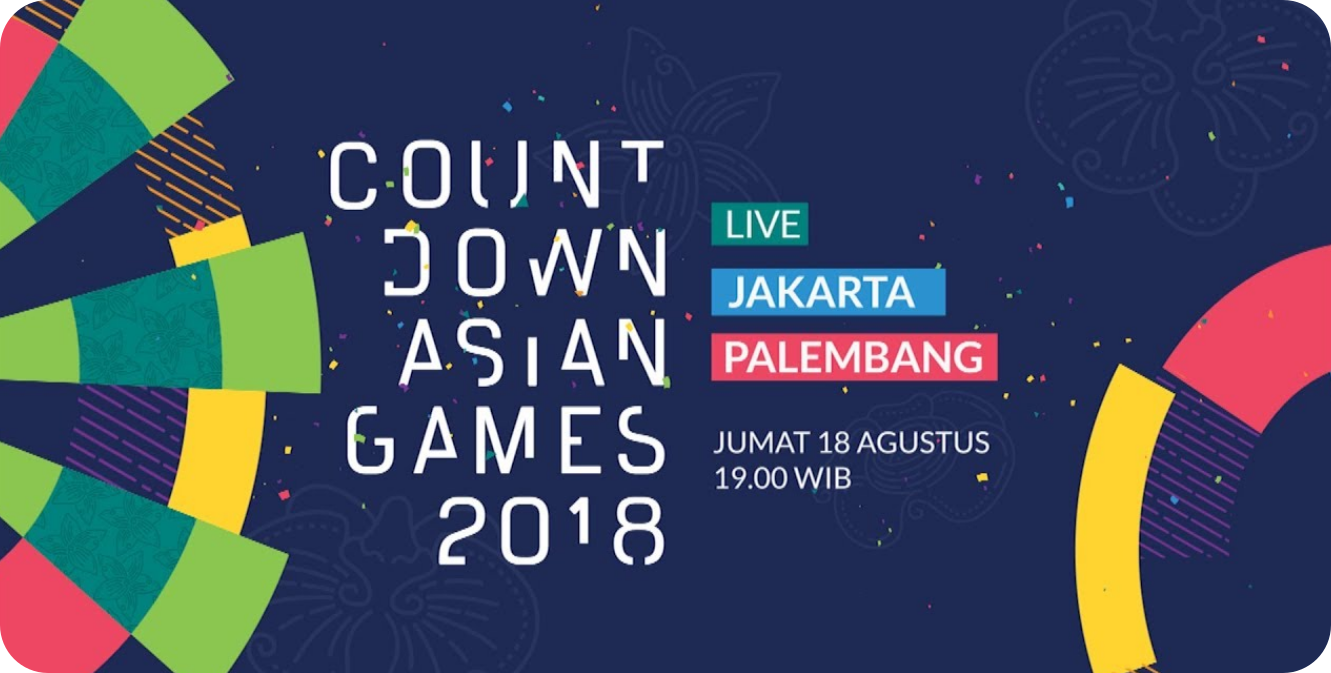 COUNT
DOWN
ASIAN
GAMES
2018
LIVE
JAKARTA
PALEMBANG
JUMAT 18 AGUSTUS
19.00 WIB